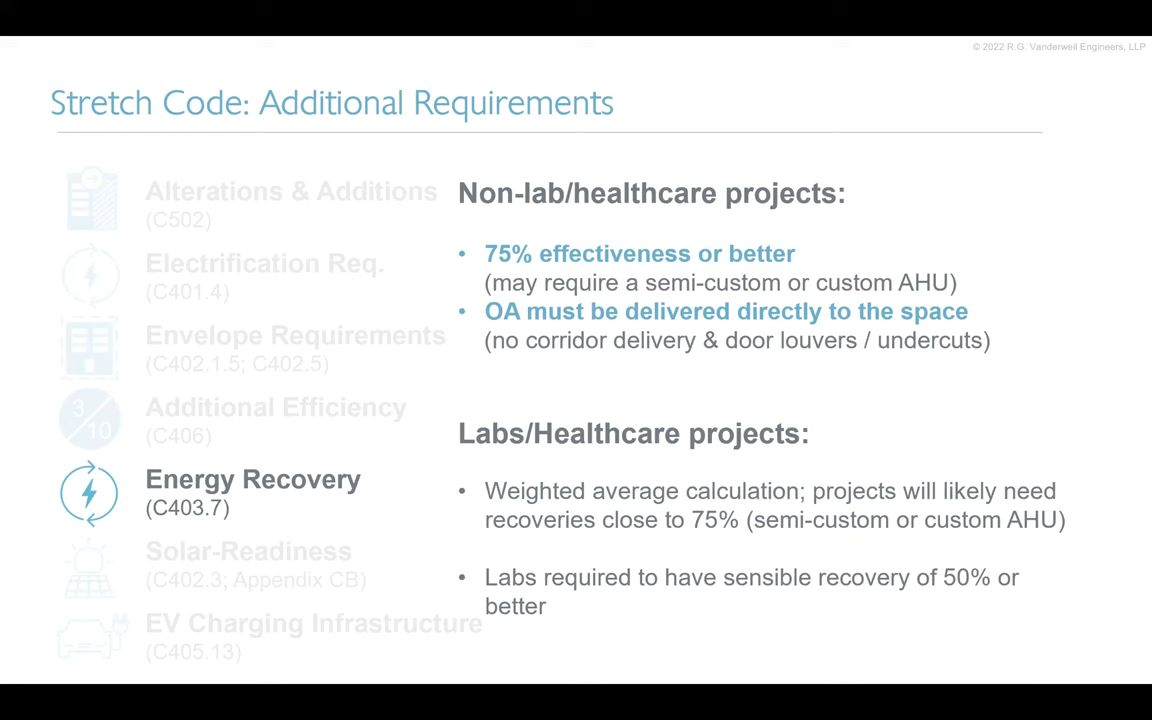 © 2022 R.G. Vanderweil Engineers, LLP
Stretch Code: Additional Requirements
Alterations & Additions
(C502)
Electrification Req.
(C401.4)
Envelope Requirements
(C402.1.5; C402.5)
3/10
Additional Efficiency
(C406)
Energy Recovery
(C403.7)
Solar-Readiness
(C402.3; Appendix CB)
EV Charging Infrastructure
(C405.13)
Non-lab/healthcare projects:
• 75% effectiveness or better
(may require a semi-custom or custom AHU)
• OA must be delivered directly to the space
(no corridor delivery & door louvers / undercuts)
Labs/Healthcare projects:
• Weighted average calculation; projects will likely need
recoveries close to 75% (semi-custom or custom AHU)
• Labs required to have sensible recovery of 50% or
better